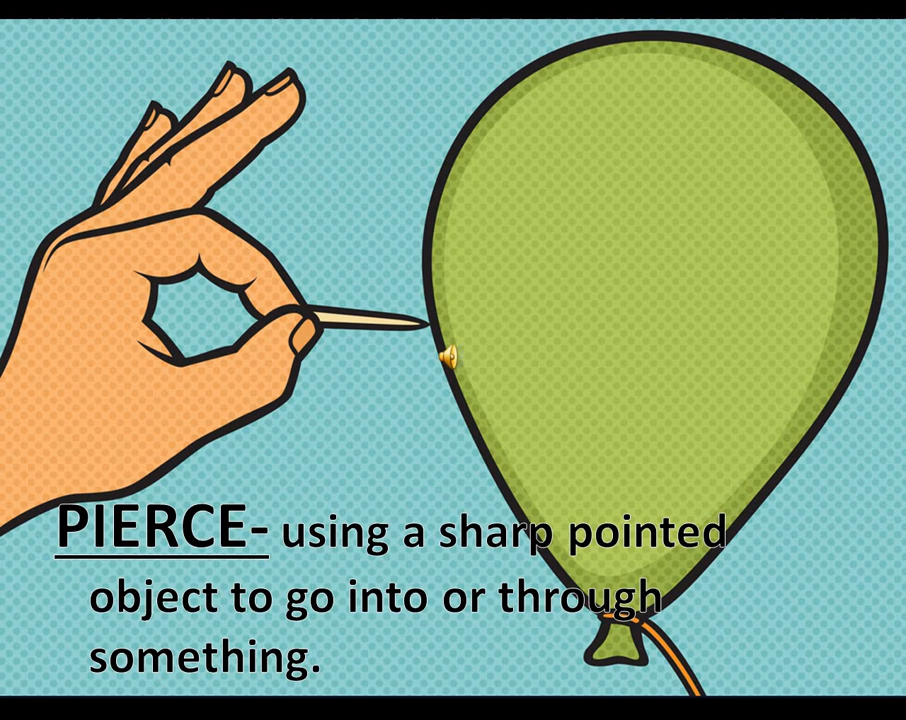 PIERCE- using a sharp pointed
object to go into or through
something.